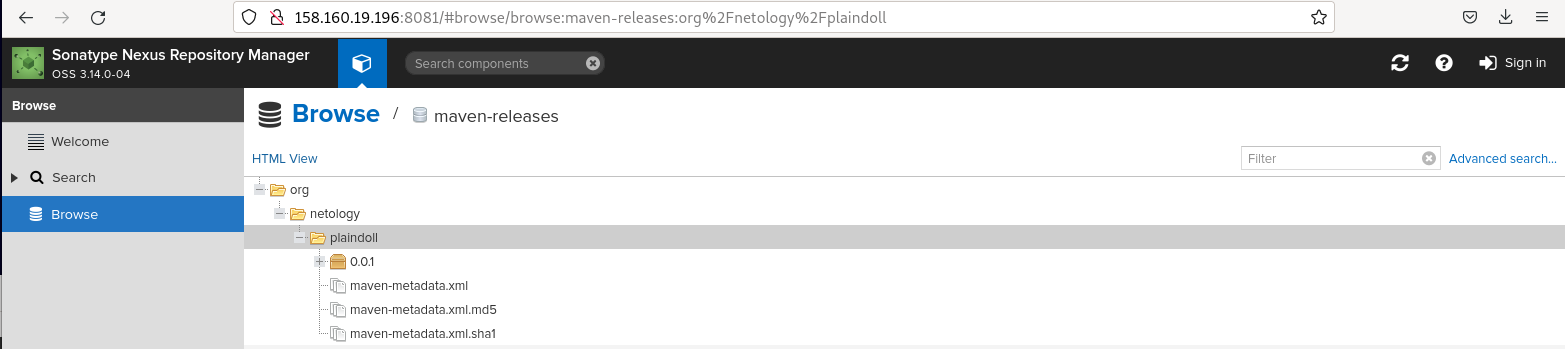 158.160.19.196:8081/#browse/browse:maven-releases:org%2Fnetology%2Fplaindoll
Sonatype Nexus Repository Manager
OSS 3.14.0-04
Search components
Sign in
Browse
Welcome
Search
Browse
Browse / maven-releases
HTML View
Filter
Advanced search...
org
netology
plaindoll
0.0.1
maven-metadata.xml
maven-metadata.xml.md5
maven-metadata.xml.sha1